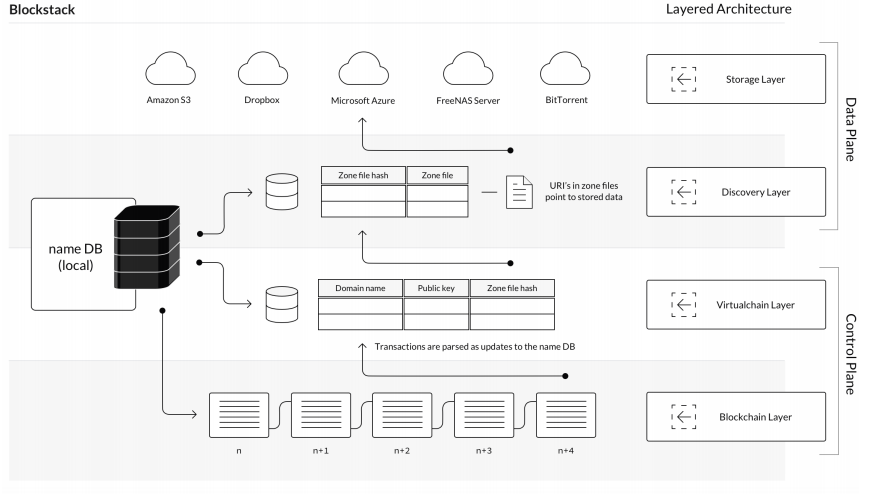 Blockstack
Layered Architecture
Amazon S3
Dropbox
Microsoft Azure
FreeNAS Server
BitTorrent
Storage Layer
Data Plane
Zone file hash
Zone file
URI's in zone files
point to stored data
Discovery Layer
name DB
(local)
Domain name
Public key
Zone file hash
Virtualchain Layer
Control Plane
Transactions are parsed as updates to the name DB
Blockchain Layer
n
n+1
n+2
n+3
n+4